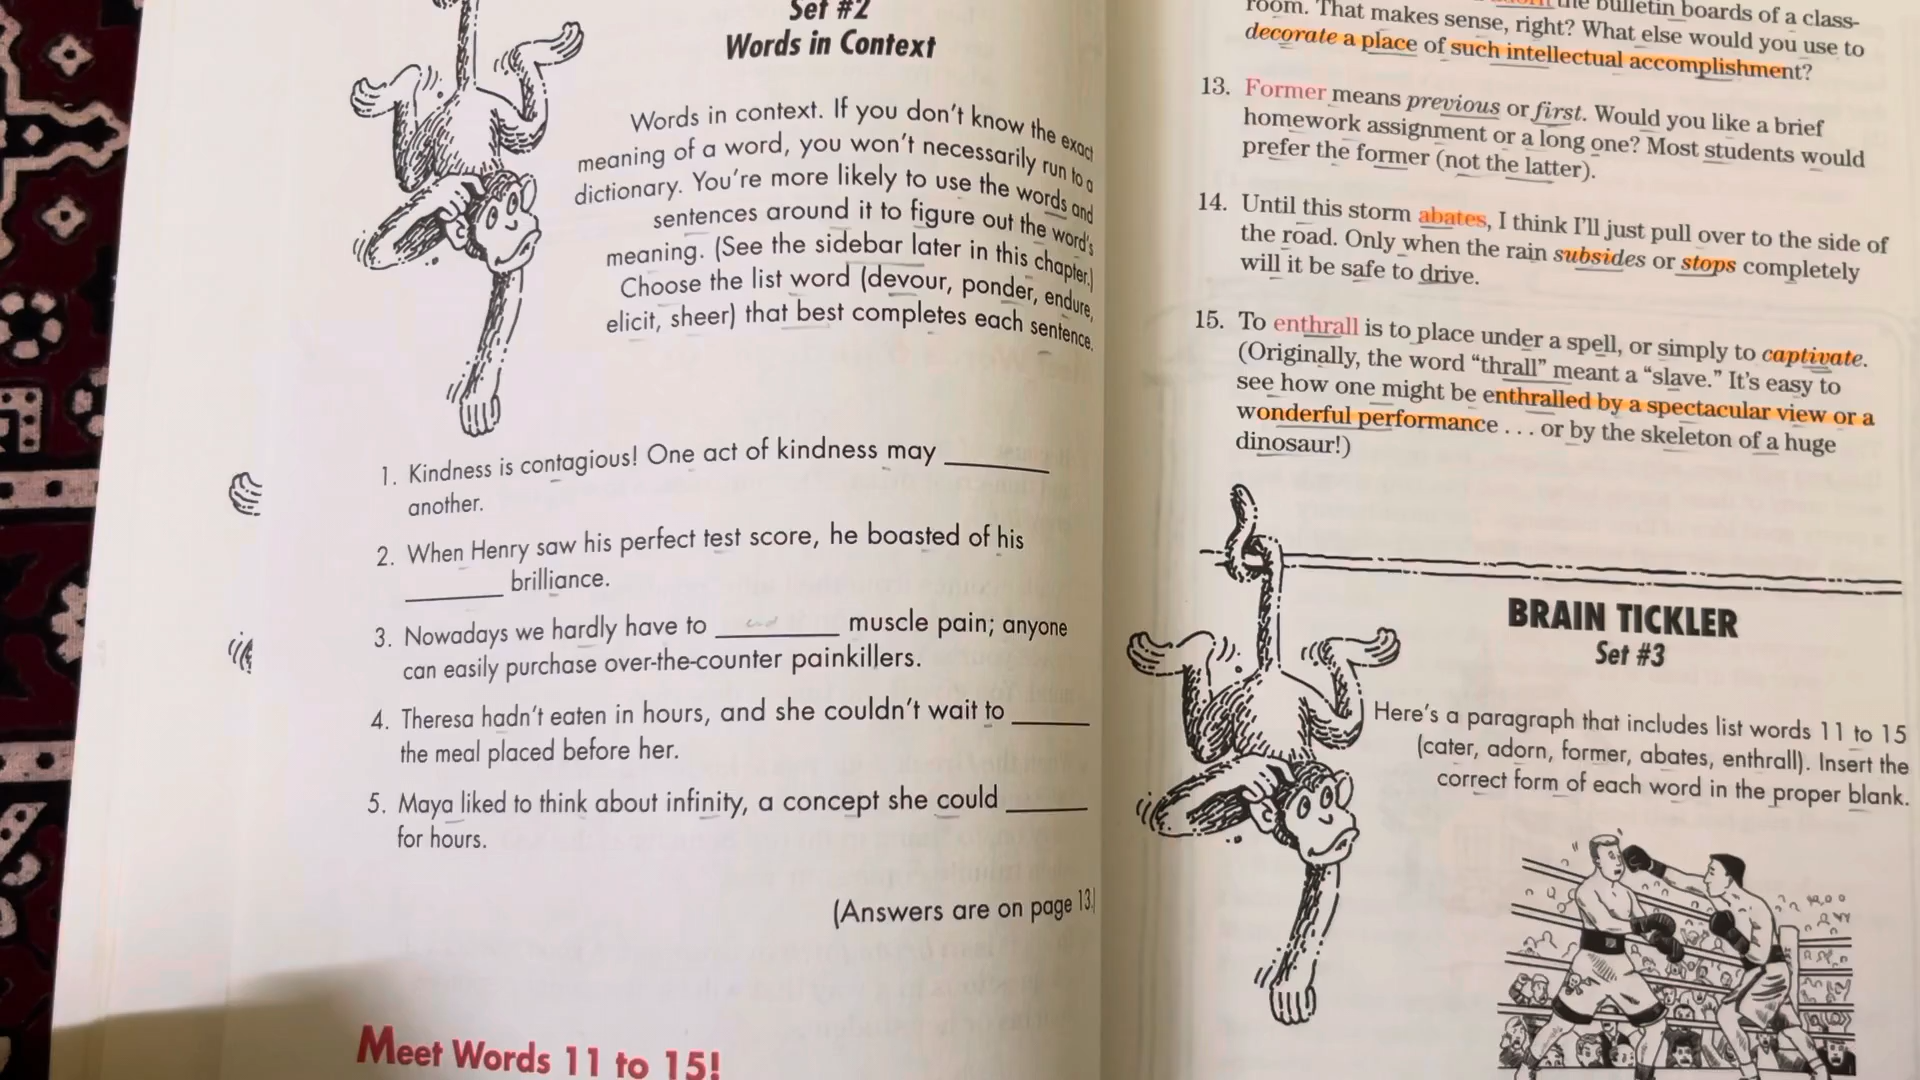 Set #2
Words in Context
Words in context. If you don't know the exact
meaning of a word, you won't necessarily run to a
dictionary. You're more likely to use the words and
sentences around it to figure out the word's
meaning. (See the sidebar later in this chapter.)
Choose the list word (devour, ponder, endure,
elicit, sheer) that best completes each sentence.
1. Kindness is contagious! One act of kindness may ________
another.
2. When Henry saw his perfect test score, he boasted of his
________ brilliance.
3. Nowadays we hardly have to ________ muscle pain; anyone
can easily purchase over-the-counter painkillers.
4. Theresa hadn't eaten in hours, and she couldn't wait to ________
the meal placed before her.
5. Maya liked to think about infinity, a concept she could ________
for hours.
(Answers are on page 13.)
Meet Words 11 to 15!
the bulletin boards of a class-
room. That makes sense, right? What else would you use to
decorate a place of such intellectual accomplishment?
13. Former means previous or first. Would you like a brief
homework assignment or a long one? Most students would
prefer the former (not the latter).
14. Until this storm abates, I think I'll just pull over to the side of
the road. Only when the rain subsides or stops completely
will it be safe to drive.
15. To enthrall is to place under a spell, or simply to captivate.
(Originally, the word “thrall” meant a “slave.” It's easy to
see how one might be enthralled by a spectacular view or a
wonderful performance . . . or by the skeleton of a huge
dinosaur!)
BRAIN TICKLER
Set #3
Here's a paragraph that includes list words 11 to 15
(cater, adorn, former, abates, enthrall). Insert the
correct form of each word in the proper blank.